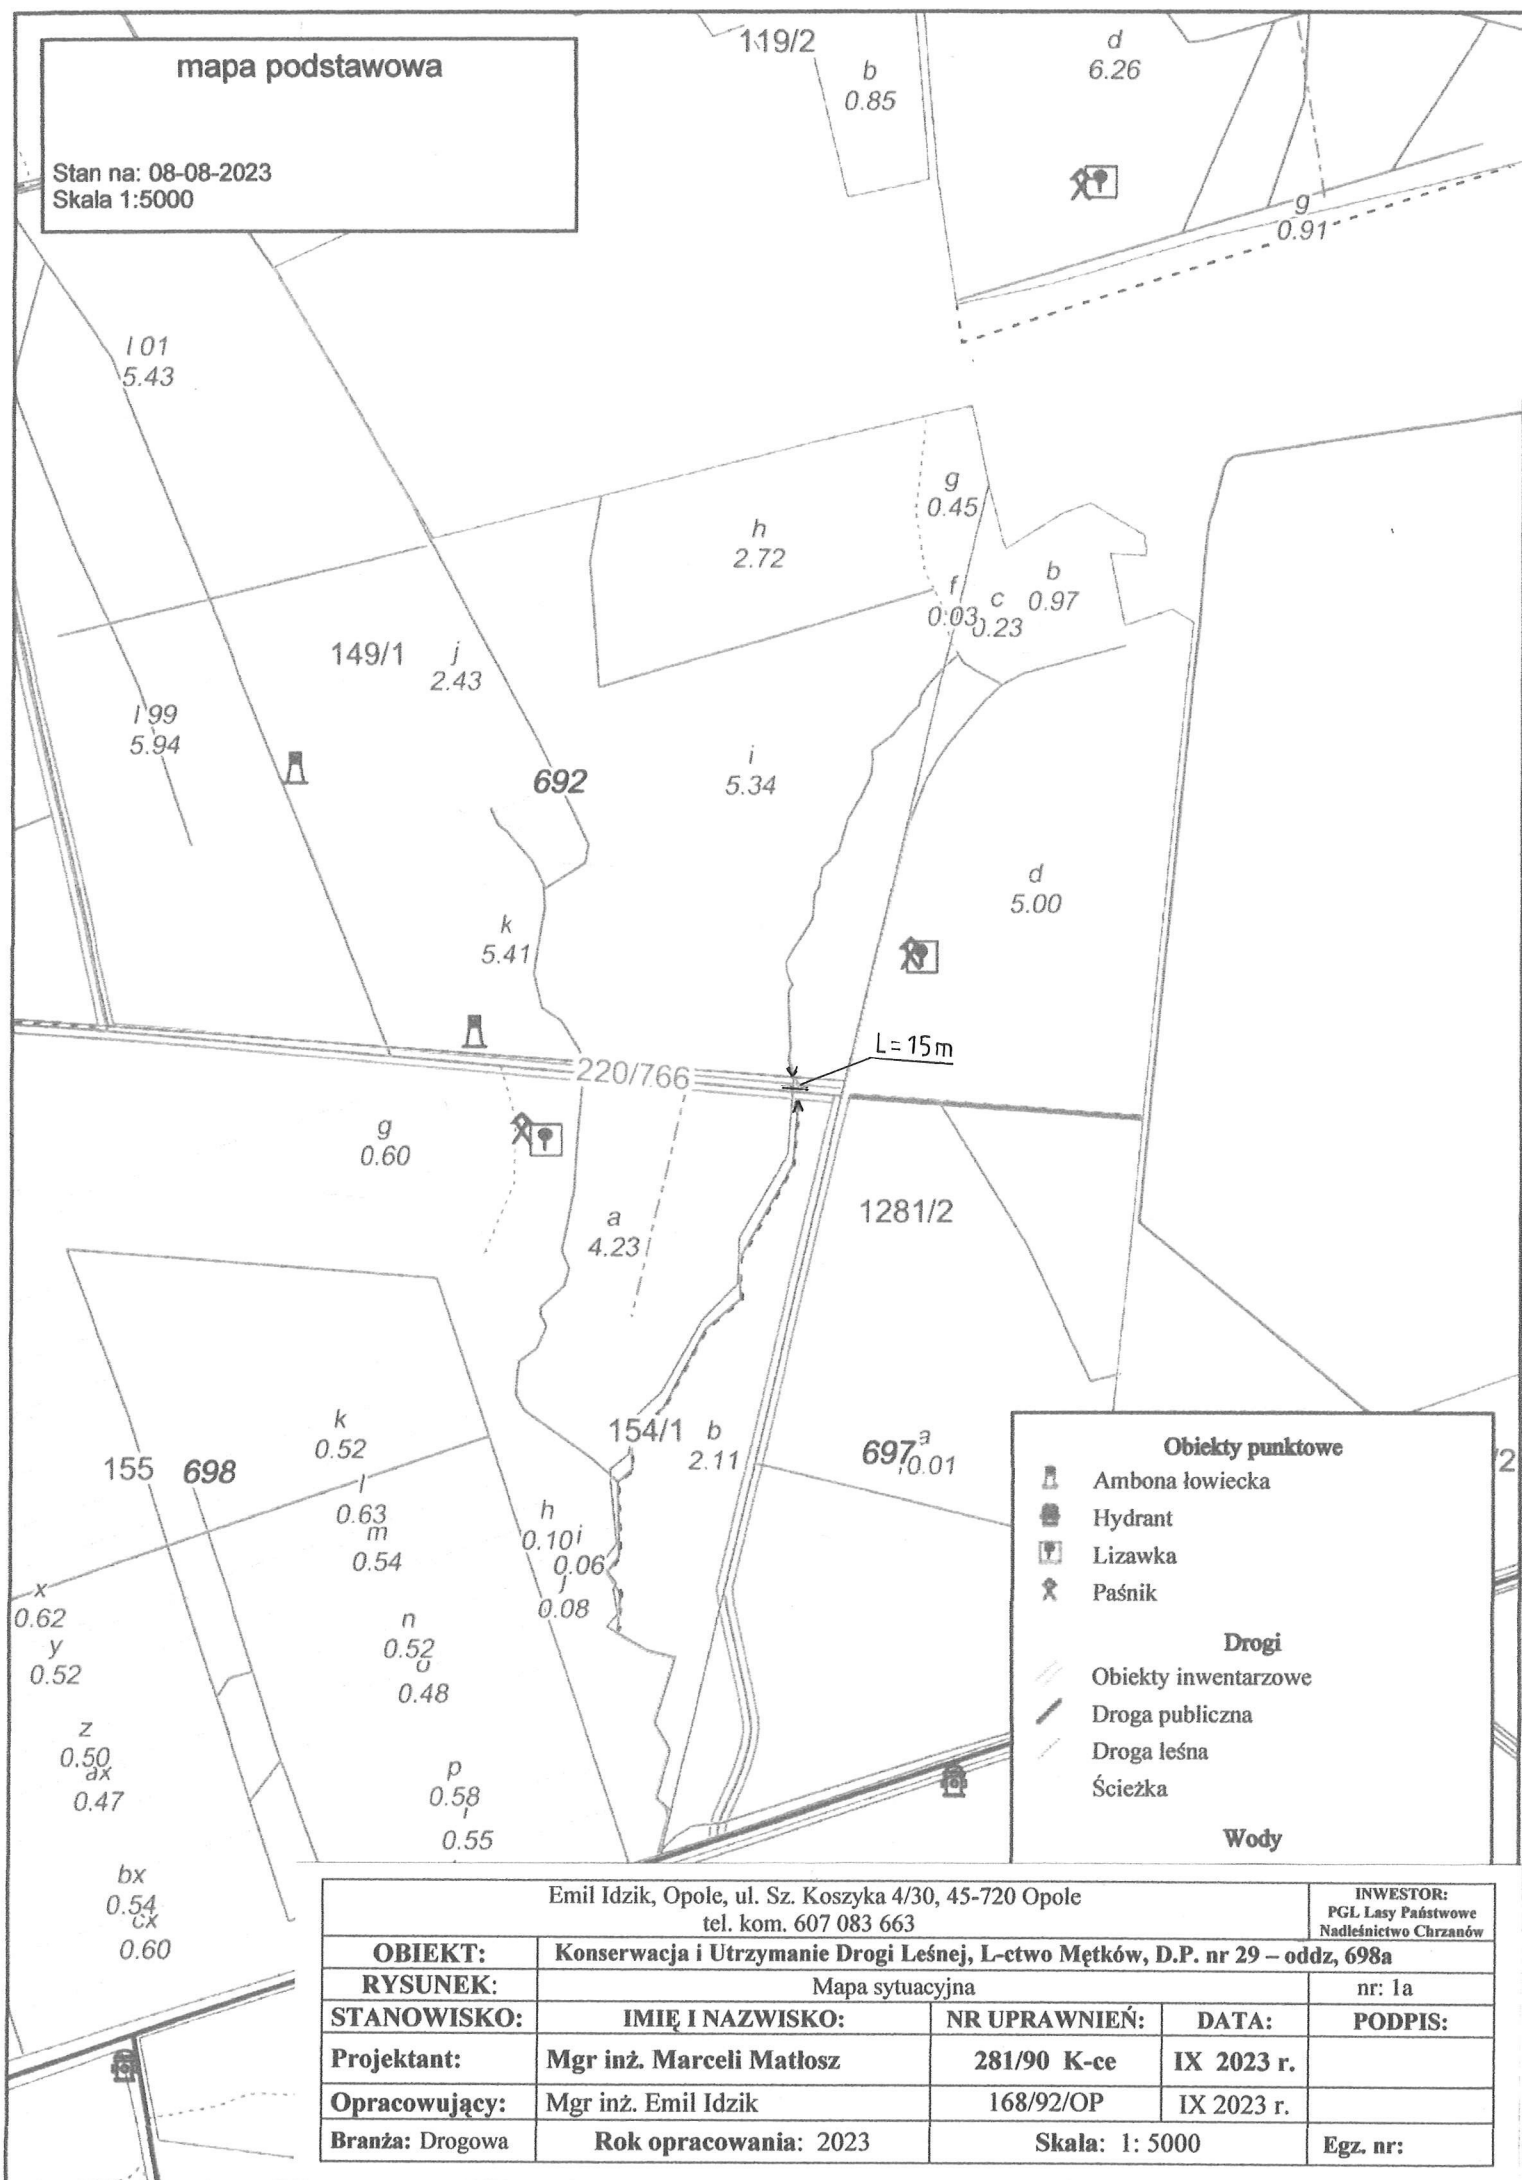 mapa podstawowa
Stan na: 08-08-2023
Skala 1:5000
119/2
b
0.85
d
6.26
g
0.91
l 01
5.43
g
0.45
h
2.72
f
0.03
c
0.23
b
0.97
149/1
j
2.43
l 99
5.94
692
i
5.34
d
5.00
k
5.41
L=15m
220/766
g
0.60
a
4.23
1281/2
k
0.52
154/1
b
2.11
697
a
0.01
155
698
l
0.63
m
0.54
h
0.10
i
0.06
j
0.08
x
0.62
y
0.52
n
0.52
o
0.48
z
0.50
ax
0.47
p
0.58
r
0.55
bx
0.54
cx
0.60
/2
Obiekty punktowe
Ambona łowiecka
Hydrant
Lizawka
Paśnik
Drogi
Obiekty inwentarzowe
Droga publiczna
Droga leśna
Ścieżka
Wody
Emil Idzik, Opole, ul. Sz. Koszyka 4/30, 45-720 Opole
tel. kom. 607 083 663
INWESTOR:
PGL Lasy Państwowe
Nadleśnictwo Chrzanów
OBIEKT: Konserwacja i Utrzymanie Drogi Leśnej, L-ctwo Mętków, D.P. nr 29 – oddz, 698a
RYSUNEK: Mapa sytuacyjna nr: 1a
STANOWISKO: IMIĘ I NAZWISKO: NR UPRAWNIEŃ: DATA: PODPIS:
Projektant: Mgr inż. Marceli Matłosz 281/90 K-ce IX 2023 r.
Opracowujący: Mgr inż. Emil Idzik 168/92/OP IX 2023 r.
Branża: Drogowa Rok opracowania: 2023 Skala: 1: 5000 Egz. nr: